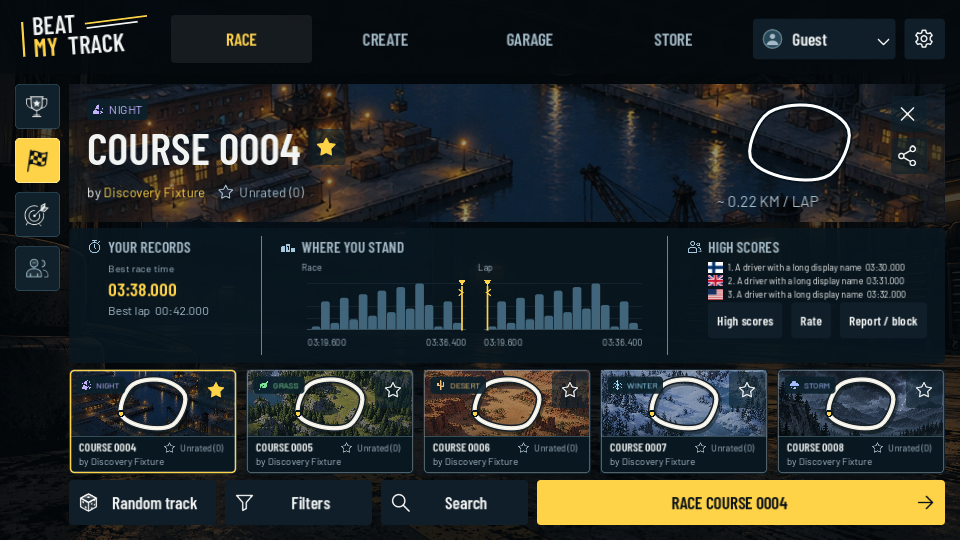 BEAT
MY TRACK
RACE
CREATE
GARAGE
STORE
Guest
NIGHT
COURSE 0004
by Discovery Fixture
Unrated (0)
~ 0.22 KM / LAP
YOUR RECORDS
Best race time
03:38.000
Best lap 00:42.000
WHERE YOU STAND
Race
Lap
03:19.600
03:36.400
03:19.600
03:36.400
HIGH SCORES
1. A driver with a long display name 03:30.000
2. A driver with a long display name 03:31.000
3. A driver with a long display name 03:32.000
High scores
Rate
Report / block
NIGHT
COURSE 0004
Unrated (0)
by Discovery Fixture
GRASS
COURSE 0005
Unrated (0)
by Discovery Fixture
DESERT
COURSE 0006
Unrated (0)
by Discovery Fixture
WINTER
COURSE 0007
Unrated (0)
by Discovery Fixture
STORM
COURSE 0008
Unrated (0)
by Discovery Fixture
Random track
Filters
Search
RACE COURSE 0004